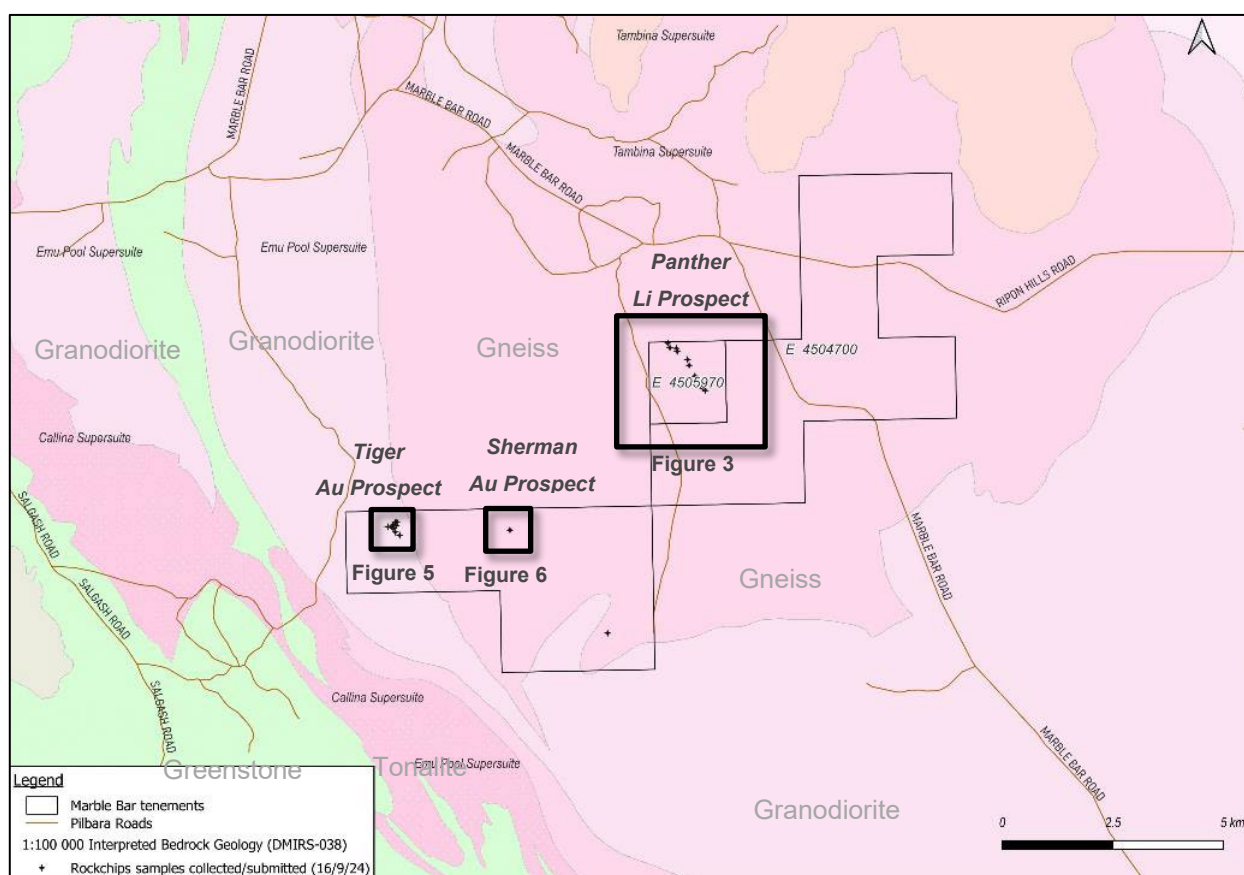 Tambina Supersuite
MARBLE BAR ROAD
MARBLE BAR ROAD
MARBLE BAR ROAD
Tambina Supersuite
Emu Pool Supersuite
Emu Pool Supersuite
Panther
Li Prospect
RIPON HILLS ROAD
Granodiorite
Granodiorite
Gneiss
E 4504700
E 4505970
Callina Supersuite
Tiger
Au Prospect
Sherman
Au Prospect
Figure 3
SALGASH ROAD
MARBLE BAR ROAD
Figure 5
Figure 6
Gneiss
SALGASH ROAD
SALGASH ROAD
Callina Supersuite
MARBLE BAR ROAD
Greenstone
Tonalite
Emu Pool Supersuite
Granodiorite
Legend
Marble Bar tenements
Pilbara Roads
1:100 000 Interpreted Bedrock Geology (DMIRS-038)
Rockchips samples collected/submitted (16/9/24)
0 2.5 5 km